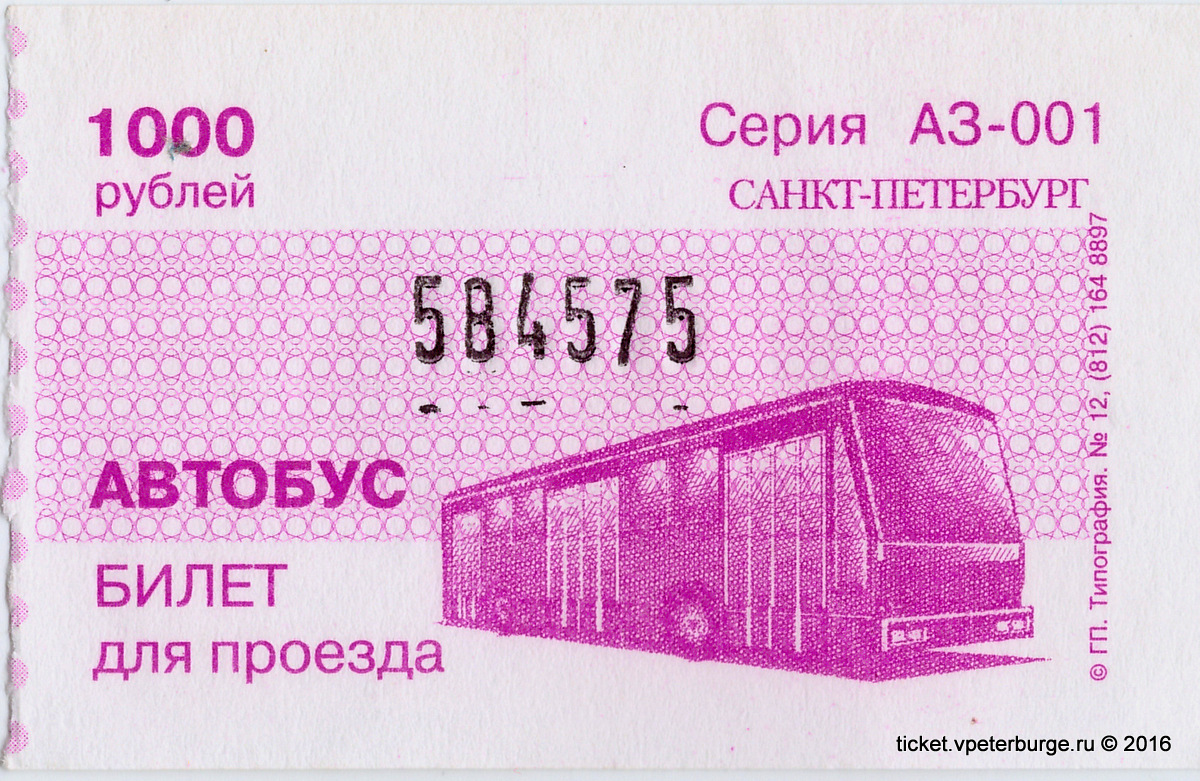 1000
рублей
Серия АЗ-001
САНКТ-ПЕТЕРБУРГ
584575
АВТОБУС
БИЛЕТ
для проезда
© ГП. Типография. № 12, (812) 164 8897
ticket.vpeterburge.ru © 2016